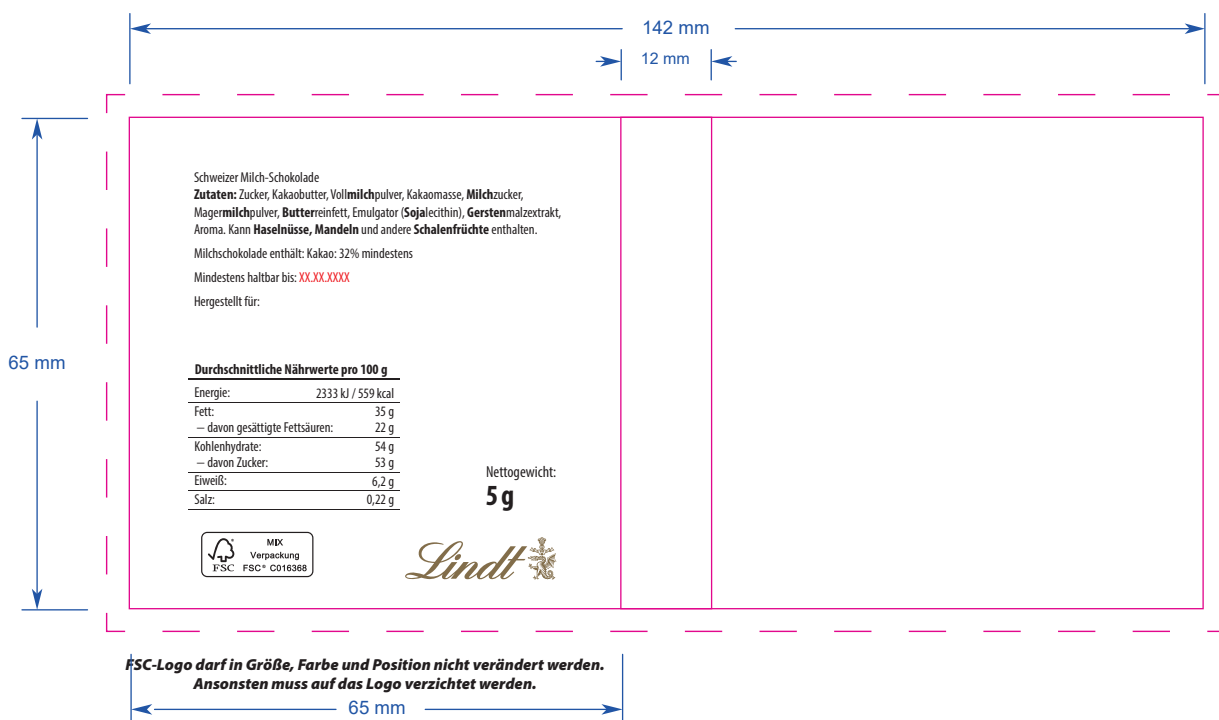 142 mm
12 mm
65 mm
Schweizer Milch-Schokolade
Zutaten: Zucker, Kakaobutter, Vollmilchpulver, Kakaomasse, Milchzucker,
Magermilchpulver, Butterreinfett, Emulgator (Sojalecithin), Gerstenmalzextrakt,
Aroma. Kann Haselnüsse, Mandeln und andere Schalenfrüchte enthalten.
Milchschokolade enthält: Kakao: 32% mindestens
Mindestens haltbar bis: XX.XX.XXXX
Hergestellt für:
Durchschnittliche Nährwerte pro 100 g
Energie: 2333 kJ / 559 kcal
Fett: 35 g
– davon gesättigte Fettsäuren: 22 g
Kohlenhydrate: 54 g
– davon Zucker: 53 g
Eiweiß: 6,2 g
Salz: 0,22 g
Nettogewicht:
5 g
FSC
MIX
Verpackung
FSC® C016368
Lindt
FSC-Logo darf in Größe, Farbe und Position nicht verändert werden.
Ansonsten muss auf das Logo verzichtet werden.
65 mm